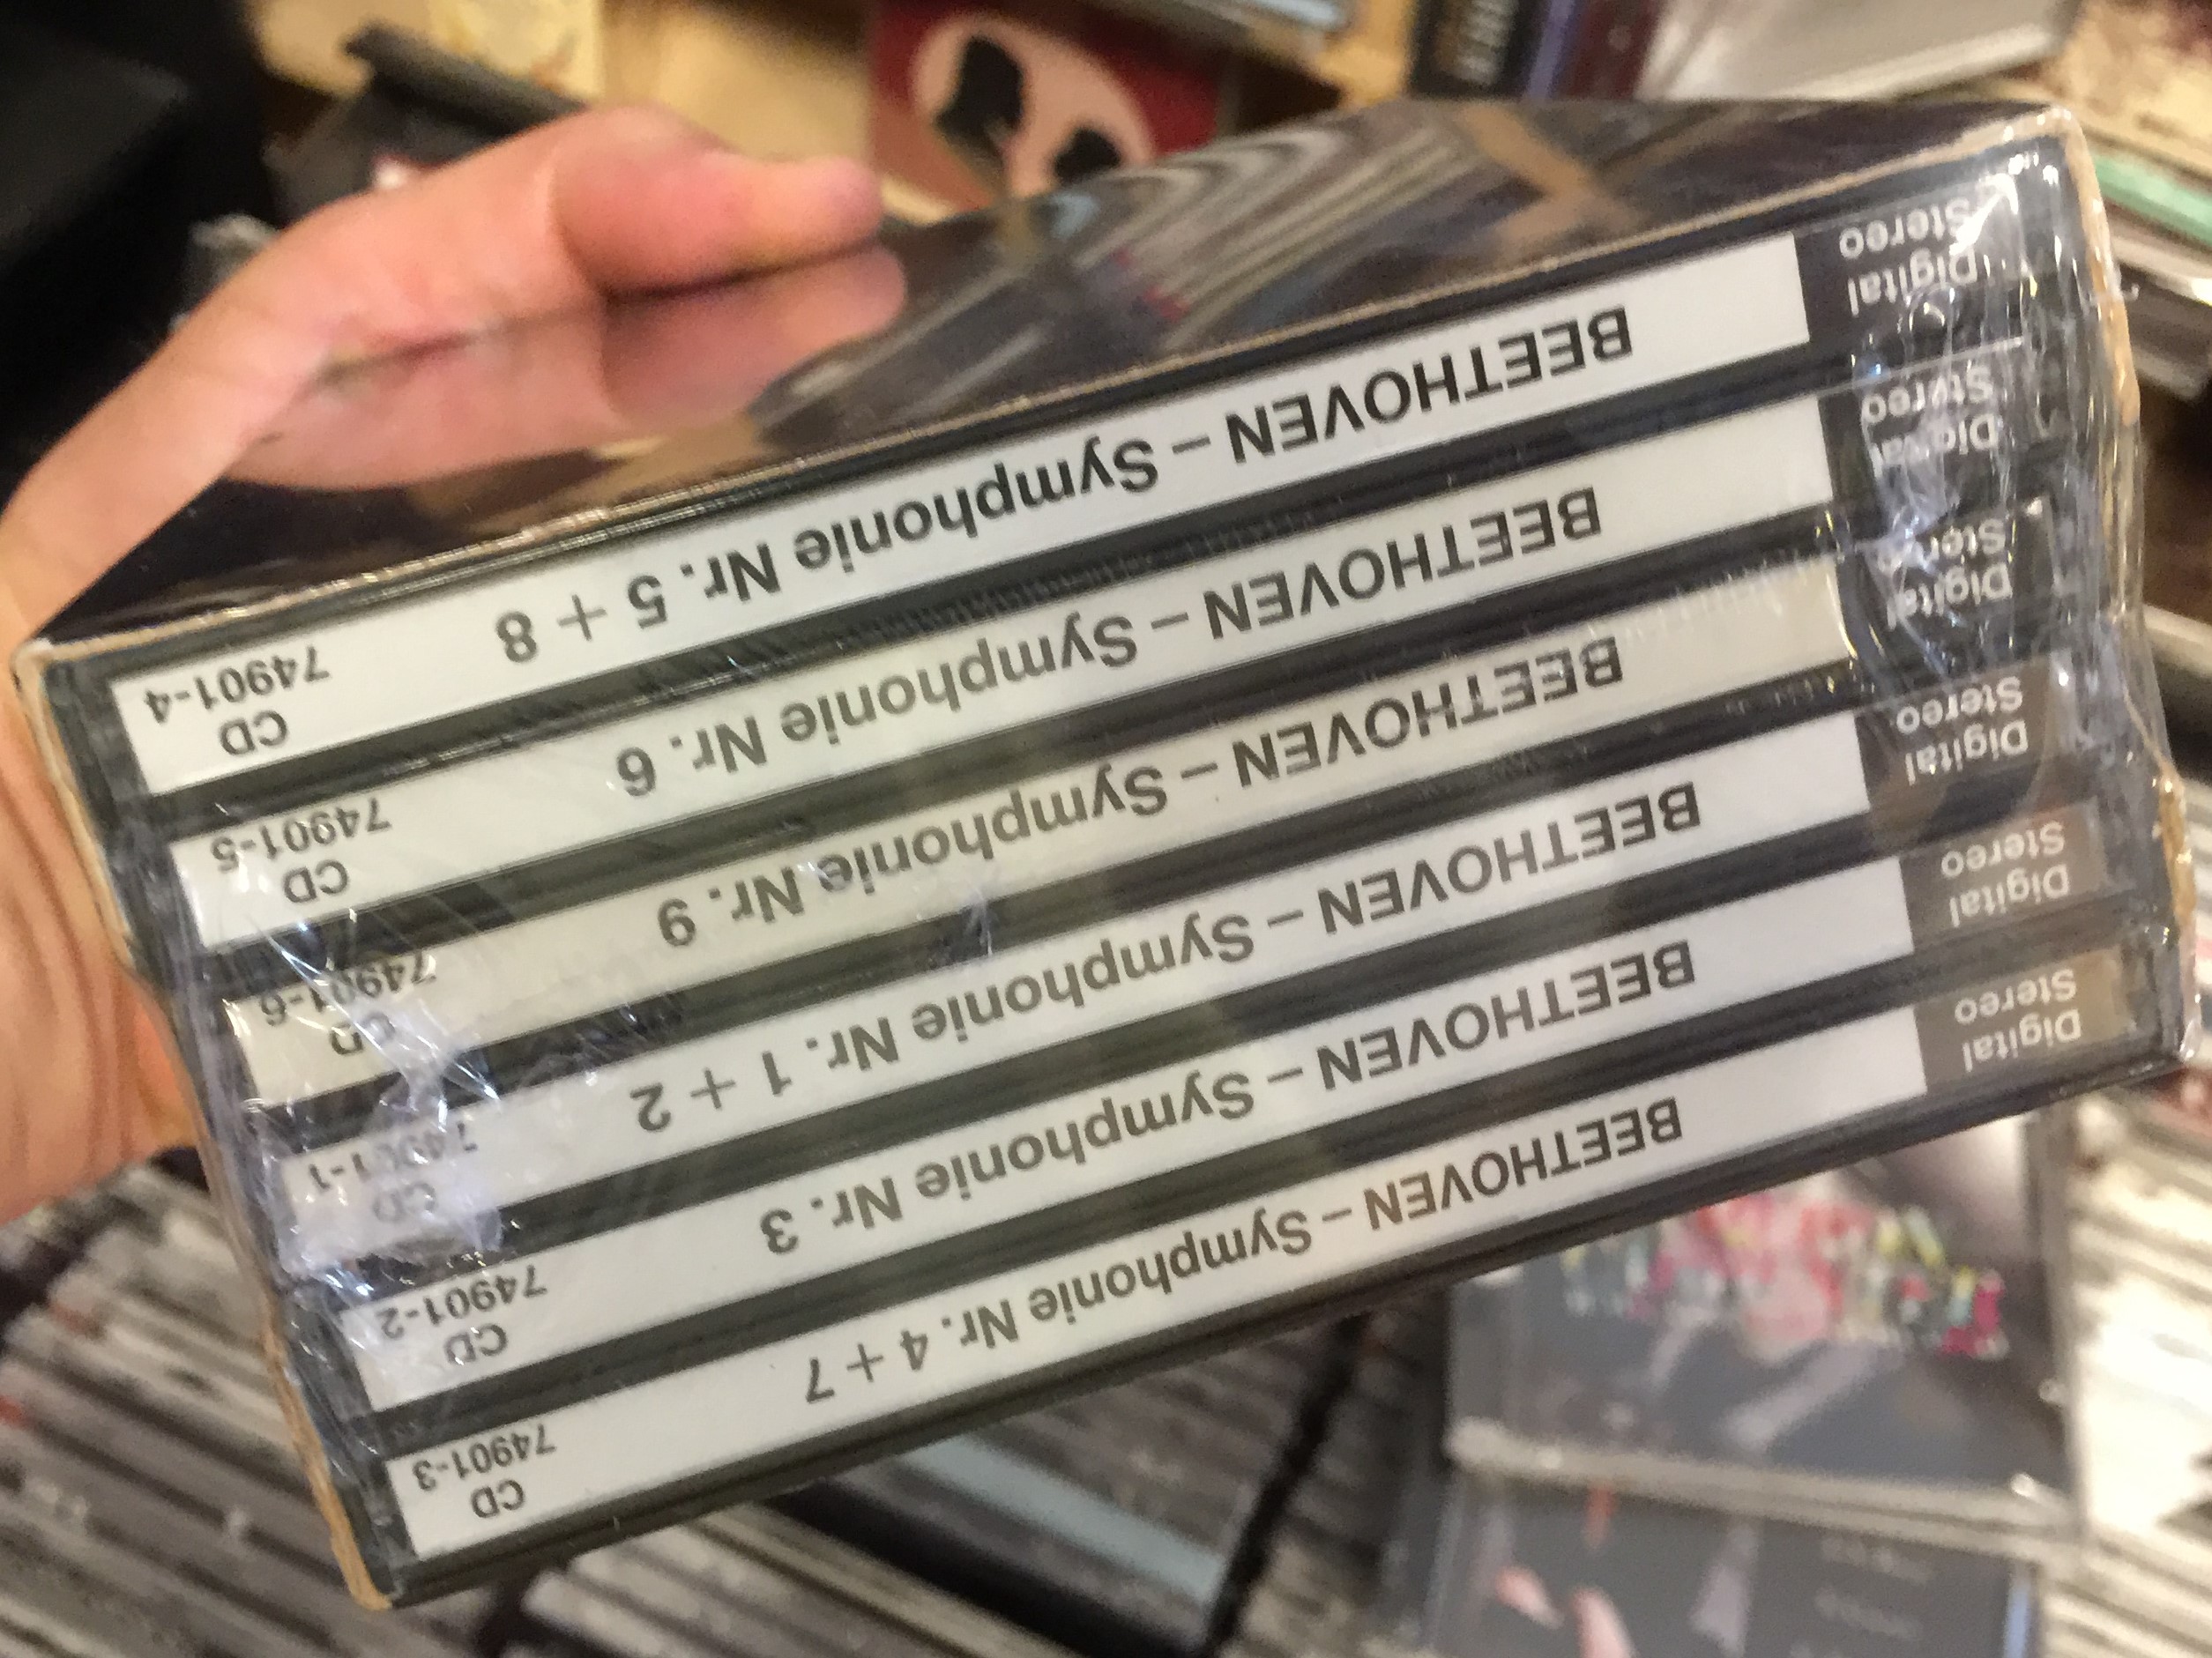 Digital
Stereo
BEETHOVEN – Symphonie Nr. 4 + 7
CD
74901-3
Digital
Stereo
BEETHOVEN – Symphonie Nr. 3
CD
74901-2
Digital
Stereo
BEETHOVEN – Symphonie Nr. 1 + 2
CD
74901-1
Digital
Stereo
BEETHOVEN – Symphonie Nr. 9
CD
74901-6
Digital
Stereo
BEETHOVEN – Symphonie Nr. 6
CD
74901-5
Digital
Stereo
BEETHOVEN – Symphonie Nr. 5 + 8
CD
74901-4